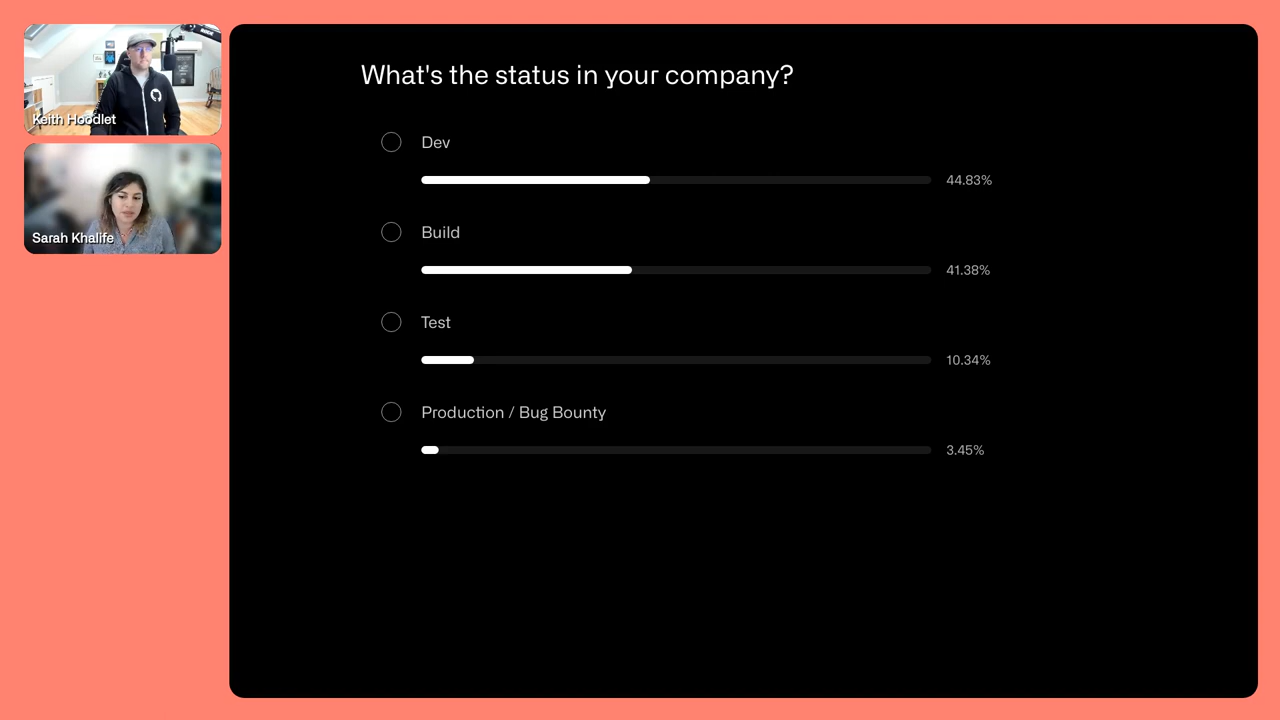 Keith Hoodlet
Sarah Khalife
What's the status in your company?
Dev
44.83%
Build
41.38%
Test
10.34%
Production / Bug Bounty
3.45%